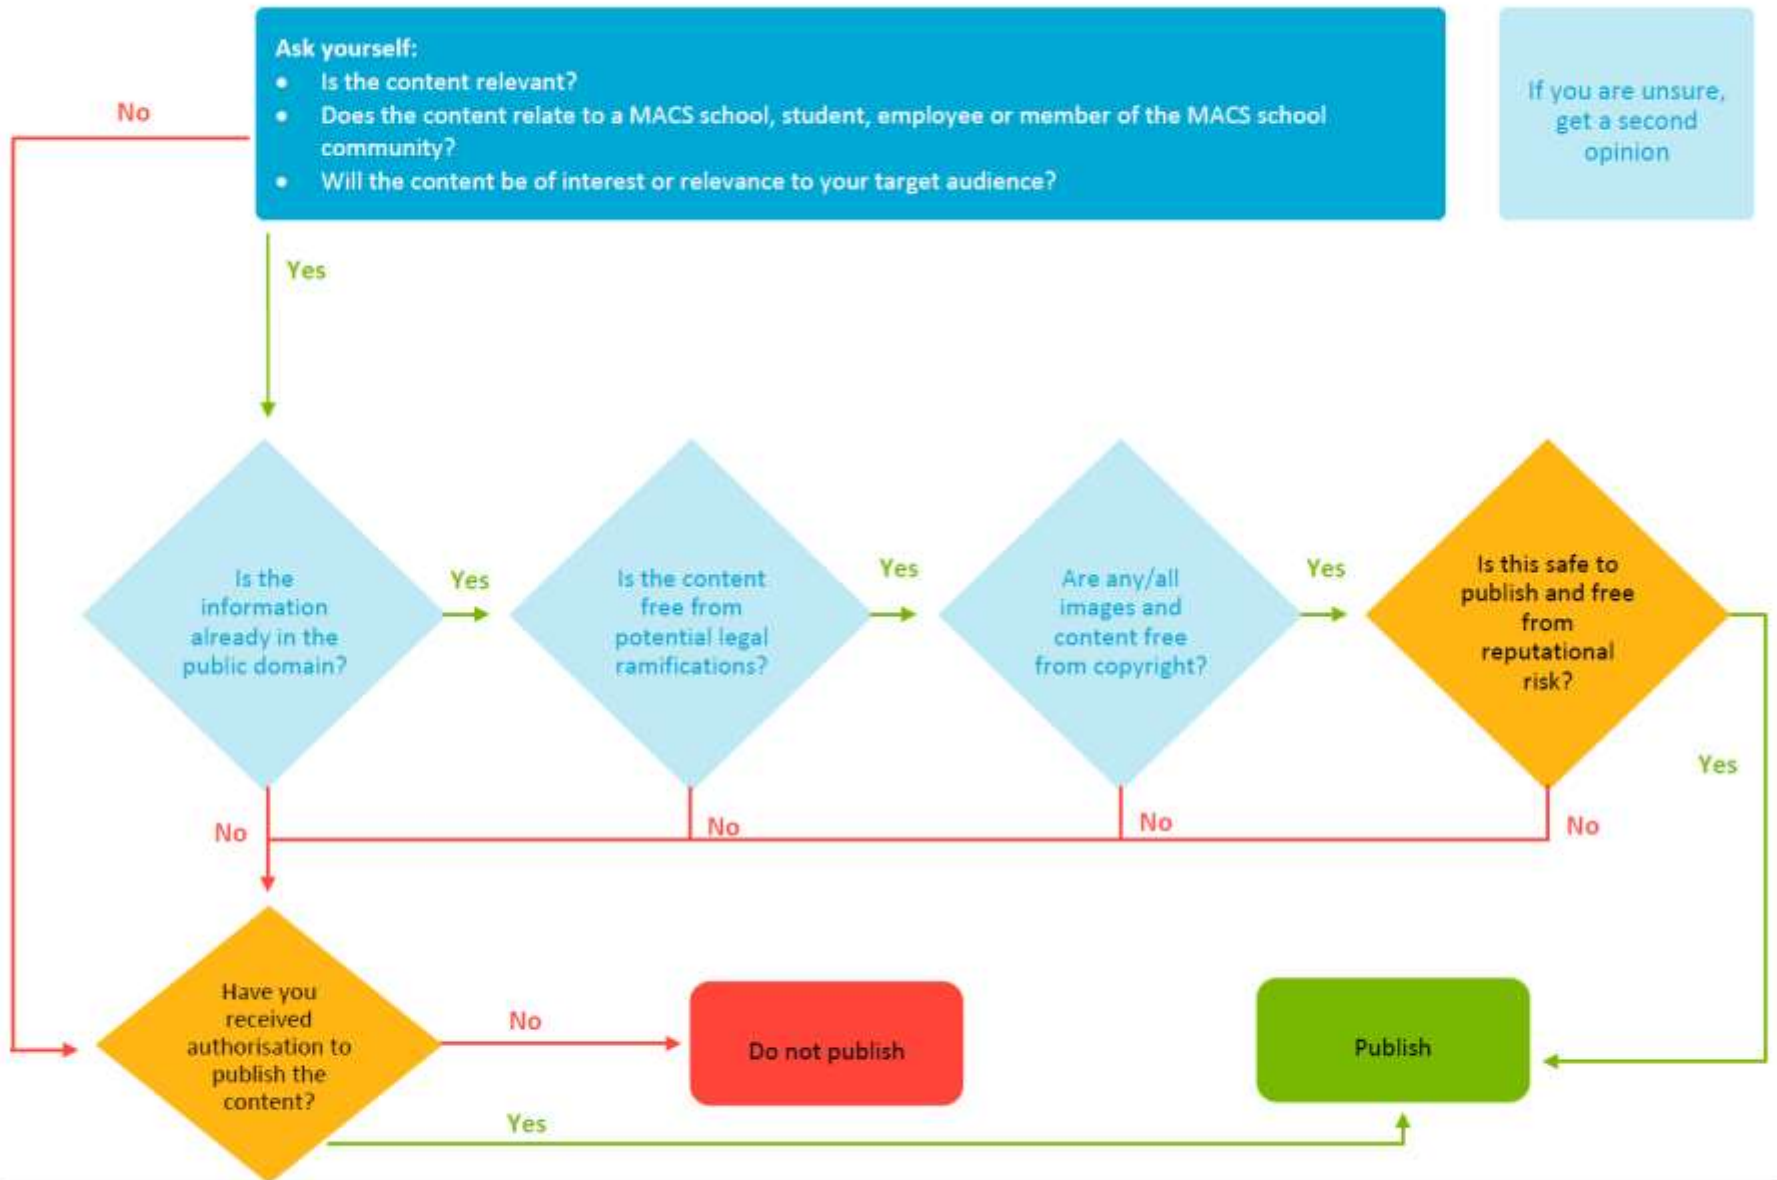 Ask yourself:
• Is the content relevant?
• Does the content relate to a MACS school, student, employee or member of the MACS school
community?
• Will the content be of interest or relevance to your target audience?
If you are unsure,
get a second
opinion
No
Yes
Is the
information
already in the
public domain?
Yes
Is the content
free from
potential legal
ramifications?
Yes
Are any/all
images and
content free
from copyright?
Yes
Is this safe to
publish and free
from
reputational
risk?
Yes
No
No
No
No
Have you
received
authorisation to
publish the
content?
No
Do not publish
Publish
Yes